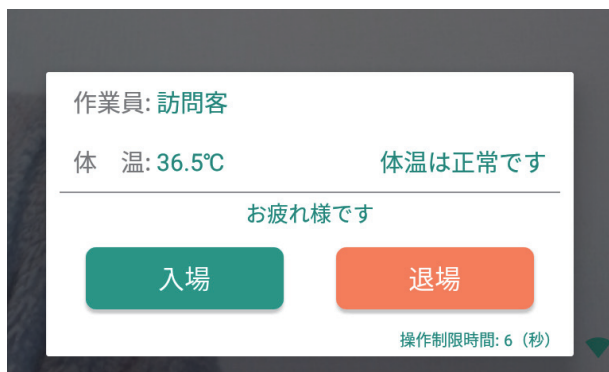 作業員: 訪問客
体　温: 36.5℃　体温は正常です
お疲れ様です
入場　退場
操作制限時間: 6（秒）